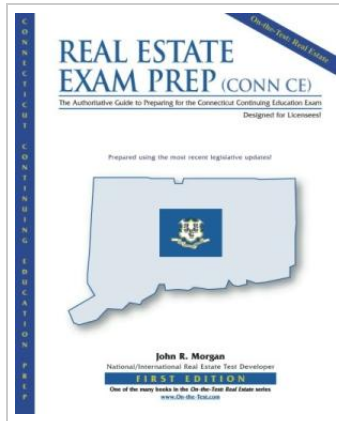 On-the-Test: Real Estate
CONNECTICUT CONTINUING EDUCATION PREP
REAL ESTATE
EXAM PREP (CONN CE)
The Authoritative Guide to Preparing for the Connecticut Continuing Education Exam
Designed for Licensees!
Prepared using the most recent legislative updates!
John R. Morgan
National/International Real Estate Test Developer
FIRST EDITION
One of the many books in the On-the-Test: Real Estate series
www.On-the-Test.com